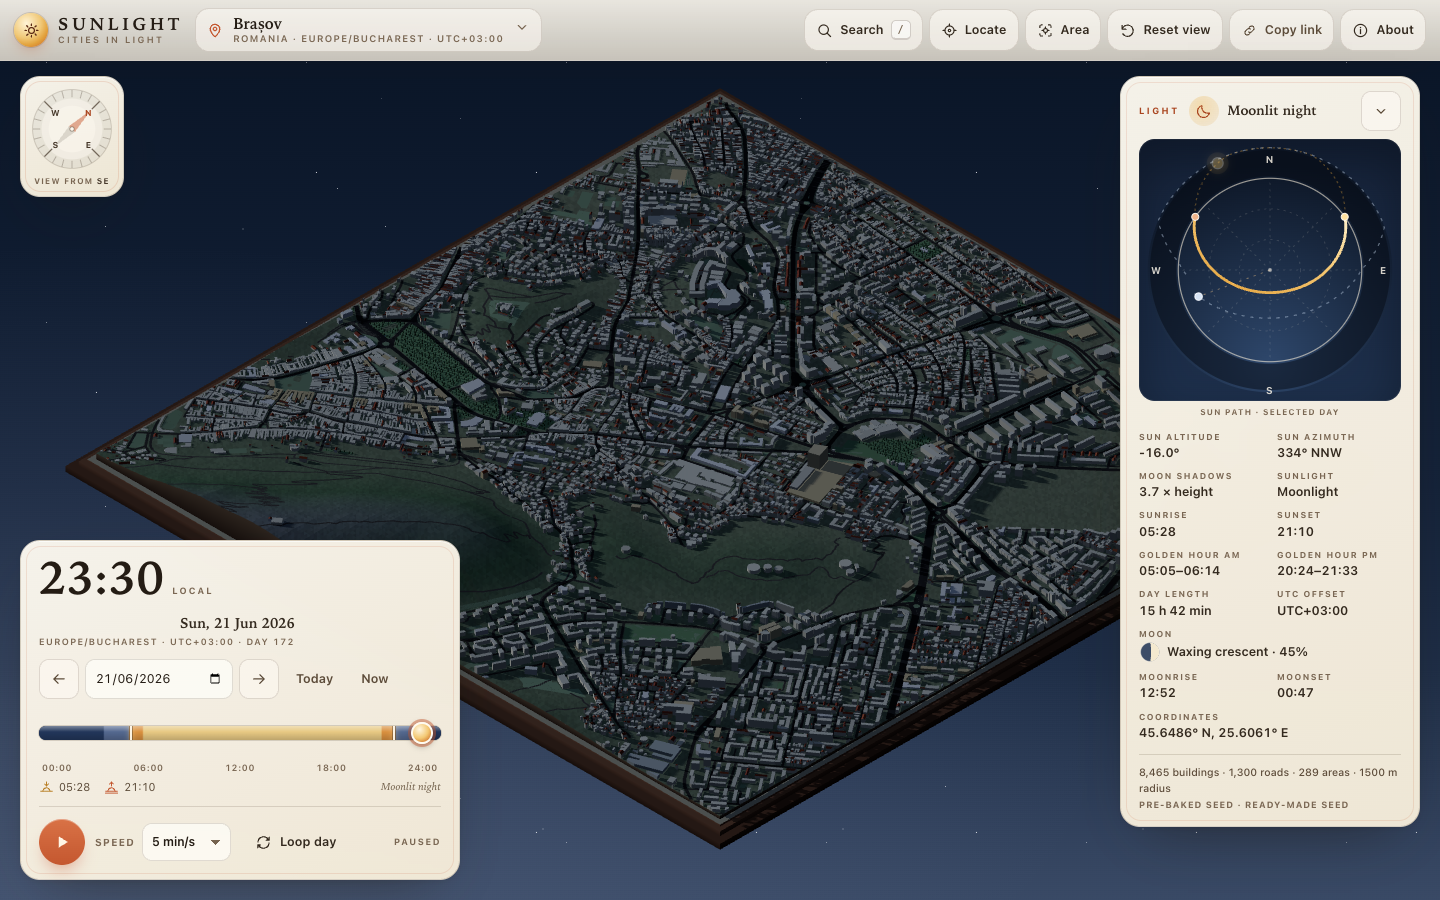 SUNLIGHT
CITIES IN LIGHT
Brașov
ROMANIA · EUROPE/BUCHAREST · UTC+03:00
Search /
Locate
Area
Reset view
Copy link
About
N
W
S
E
VIEW FROM SE
LIGHT
Moonlit night
N
W
E
S
SUN PATH · SELECTED DAY
SUN ALTITUDE
-16.0°
SUN AZIMUTH
334° NNW
MOON SHADOWS
3.7 × height
SUNLIGHT
Moonlight
SUNRISE
05:28
SUNSET
21:10
GOLDEN HOUR AM
05:05–06:14
GOLDEN HOUR PM
20:24–21:33
DAY LENGTH
15 h 42 min
UTC OFFSET
UTC+03:00
MOON
Waxing crescent · 45%
MOONRISE
12:52
MOONSET
00:47
COORDINATES
45.6486° N, 25.6061° E
8,465 buildings · 1,300 roads · 289 areas · 1500 m
radius
PRE-BAKED SEED · READY-MADE SEED
23:30 LOCAL
Sun, 21 Jun 2026
EUROPE/BUCHAREST · UTC+03:00 · DAY 172
21/06/2026
Today
Now
00:00 06:00 12:00 18:00 24:00
05:28 21:10
Moonlit night
SPEED
5 min/s
Loop day
PAUSED